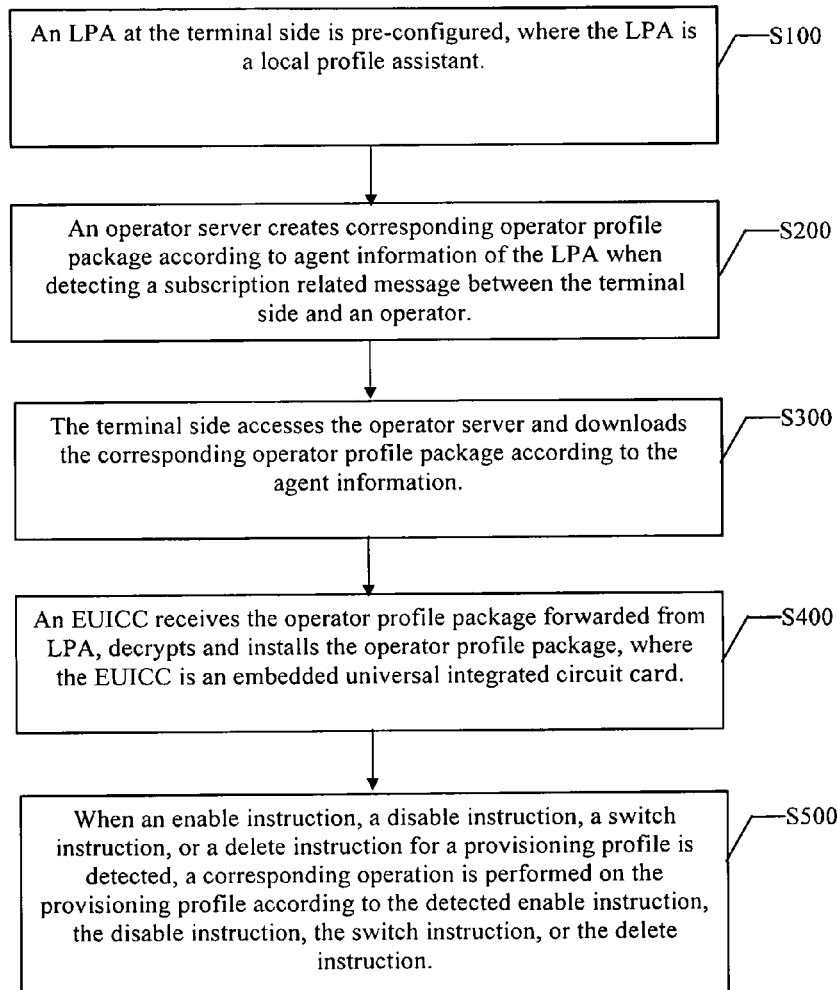 An LPA at the terminal side is pre-configured, where the LPA is
a local profile assistant.
S100
An operator server creates corresponding operator profile
package according to agent information of the LPA when
detecting a subscription related message between the terminal
side and an operator.
S200
The terminal side accesses the operator server and downloads
the corresponding operator profile package according to the
agent information.
S300
An EUICC receives the operator profile package forwarded from
LPA, decrypts and installs the operator profile package, where
the EUICC is an embedded universal integrated circuit card.
S400
When an enable instruction, a disable instruction, a switch
instruction, or a delete instruction for a provisioning profile is
detected, a corresponding operation is performed on the
provisioning profile according to the detected enable instruction,
the disable instruction, the switch instruction, or the delete
instruction.
S500